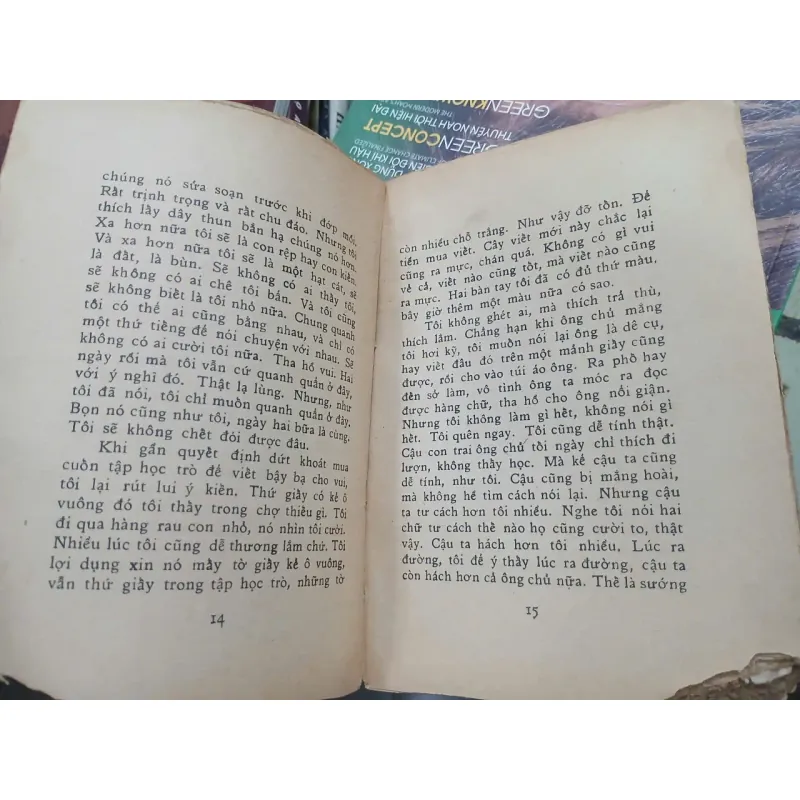 GREENKNOW
THE MODERN NOAH'S
THUYỀN NOAH THỜI HIỆN ĐẠI
GREENCONCEPT
CLIMATE CHANGE FINALIZED
BIẾN ĐỔI KHÍ HẬU
chúng nó sửa soạn trước khi đớp mồi.
Rất trịnh trọng và rất chu đáo. Nhưng tôi
thích lấy dây thun bắn hạ chúng nó hơn.
Xa hơn nữa tôi sẽ là con rệp hay con kiến.
Và xa hơn nữa tôi sẽ là một hạt cát, sẽ
là đất, là bùn. Sẽ không có ai thấy tôi,
sẽ không có ai chê tôi bẩn. Và tôi cũng
không biết là tôi nhỏ nữa. Chung quanh
tôi có thể ai cũng bằng nhau, và chỉ có
một thứ tiếng để nói chuyện với nhau. Sẽ
không có ai cười tôi nữa. Tha hồ vui. Hai
ngày rồi mà tôi vẫn cứ quanh quẩn ở đây,
với ý nghĩ đó. Thật lạ lùng. Nhưng, như
tôi đã nói, tôi chỉ muốn quanh quẩn ở đây.
Bọn nó cũng như tôi, ngày hai bữa là cùng.
Tôi sẽ không chết đói được đâu.
Khi gần quyết định dứt khoát mua
cuốn tập học trò để viết bậy bạ cho vui,
tôi lại rút lui ý kiến. Thứ giấy có kẻ ô
vuông đó tôi thấy trong chợ thiếu gì. Tôi
đi qua hàng rau con nhỏ, nó nhìn tôi cười.
Nhiều lúc tôi cũng dễ thương lắm chứ. Tôi
lợi dụng xin nó mấy tờ giấy kẻ ô vuông,
vẫn thứ giấy trong tập học trò, những tờ
14
còn nhiều chỗ trắng. Như vậy đỡ tốn. Để
tiền mua viết. Cây viết mới này chắc lại
cũng ra mực, chán quá. Không có gì vui
vẻ cả, viết nào cũng tốt, mà viết nào cũng
ra mực. Hai bàn tay tôi đã có đủ thứ màu,
bây giờ thêm một màu nữa có sao.
Tôi không ghét ai, mà thích trả thù,
thích lắm. Chẳng hạn khi ông chủ mắng
tôi hơi kỹ, tôi muốn nói lại ông là dê cụ,
hay viết đâu đó trên một mảnh giấy cũng
được, rồi cho vào túi áo ông. Ra phố hay
đến sở làm, vô tình ông ta móc ra đọc
được hàng chữ, tha hồ cho ông nổi giận.
Nhưng tôi không làm gì hết, không nói gì
hết. Tôi quên ngay. Tôi cũng dễ tính thật.
Cậu con trai ông chủ tôi ngày chỉ thích đi
lượn, không thấy học. Mà kể cậu ta cũng
dễ tính, như tôi. Cậu cũng bị mắng hoài,
mà không hề tìm cách nói lại. Nhưng cậu
ta tư cách hơn tôi nhiều. Nghe tôi nói hai
chữ tư cách thế nào họ cũng cười to, thật
vậy. Cậu ta hách hơn tôi nhiều, Lúc ra
đường, tôi để ý thấy lúc ra đường, cậu ta
còn hách hơn cả ông chủ nữa. Thế là sướng
15